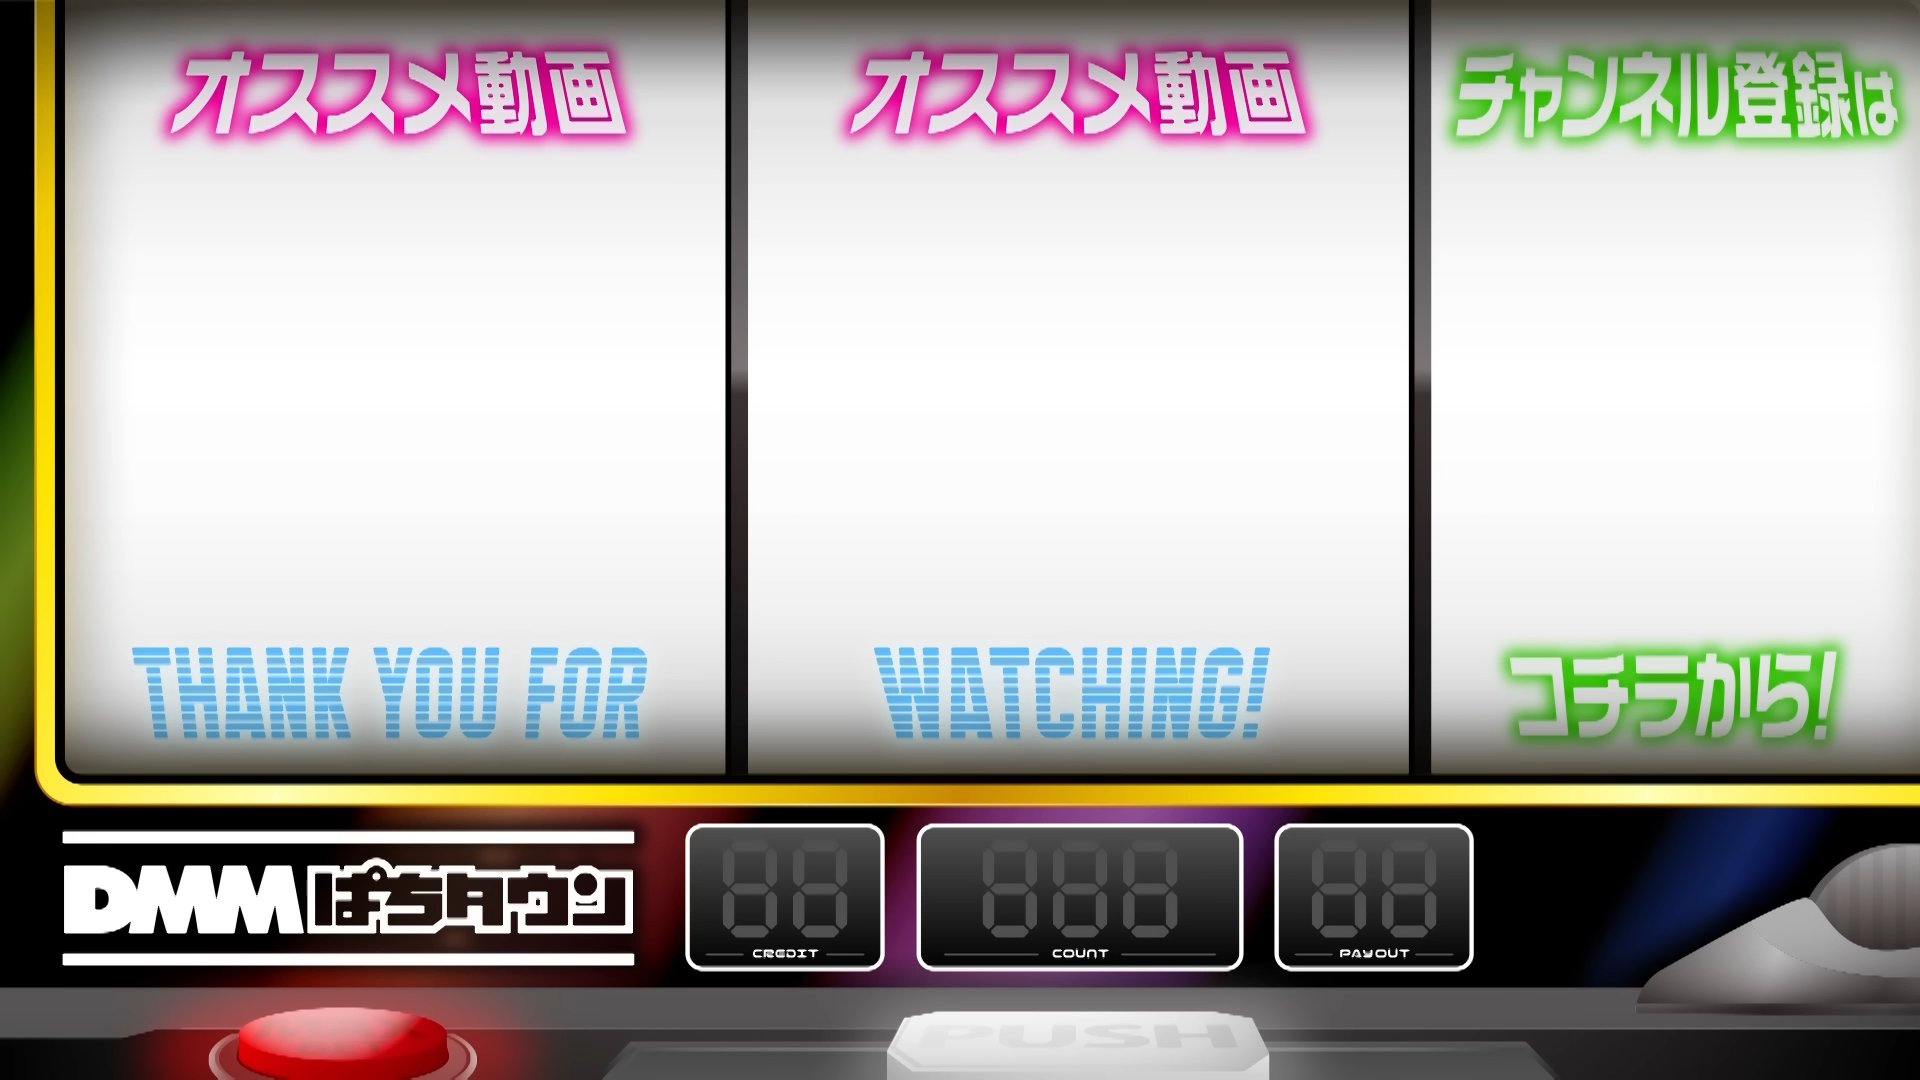 オススメ動画
オススメ動画
チャンネル登録は
THANK YOU FOR
WATCHING!
コチラから!
DMMぱちタウン
CREDIT
COUNT
PAYOUT
PUSH